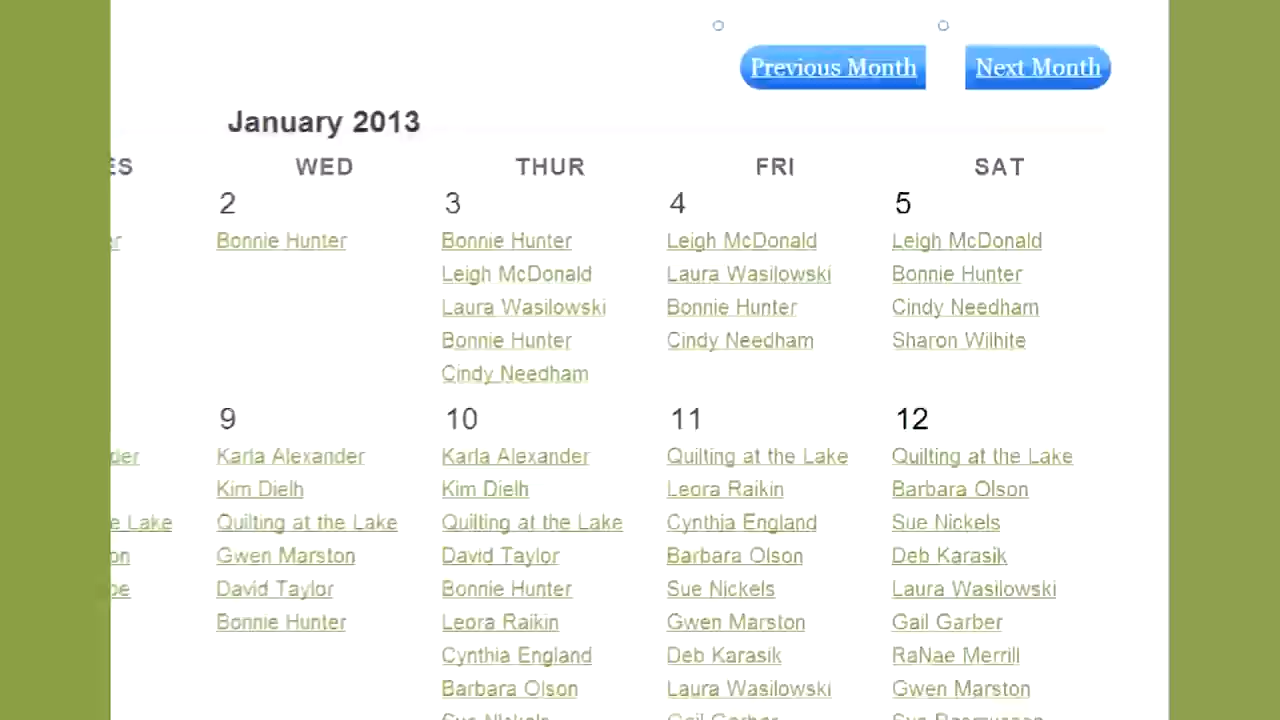 Previous Month Next Month
January 2013
WED THUR FRI SAT
2 3 4 5
Bonnie Hunter Bonnie Hunter Leigh McDonald Leigh McDonald
Leigh McDonald Laura Wasilowski Bonnie Hunter
Laura Wasilowski Bonnie Hunter Cindy Needham
Bonnie Hunter Cindy Needham Sharon Wilhite
Cindy Needham
9 10 11 12
Karla Alexander Karla Alexander Quilting at the Lake Quilting at the Lake
Kim Dielh Kim Dielh Leora Raikin Barbara Olson
Lake Quilting at the Lake Quilting at the Lake Cynthia England Sue Nickels
Gwen Marston David Taylor Barbara Olson Deb Karasik
David Taylor Bonnie Hunter Sue Nickels Laura Wasilowski
Bonnie Hunter Leora Raikin Gwen Marston Gail Garber
Cynthia England Deb Karasik RaNae Merrill
Barbara Olson Laura Wasilowski Gwen Marston